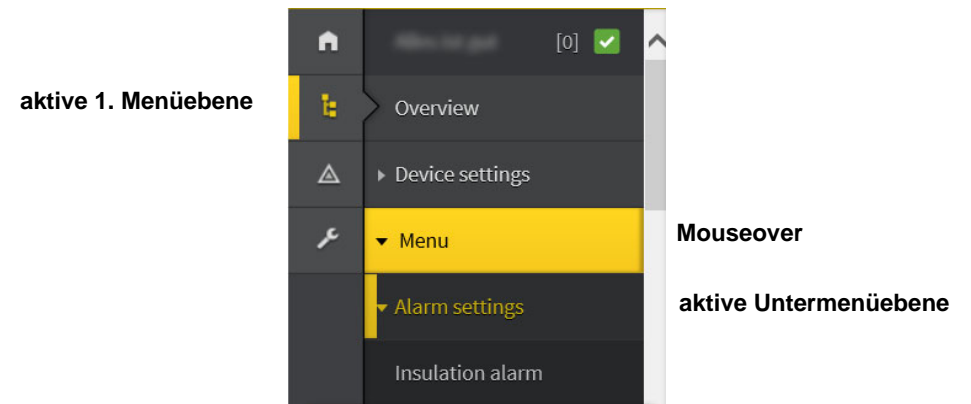 [0]
aktive 1. Menüebene
Overview
Device settings
Menu
Mouseover
Alarm settings
aktive Untermenüebene
Insulation alarm